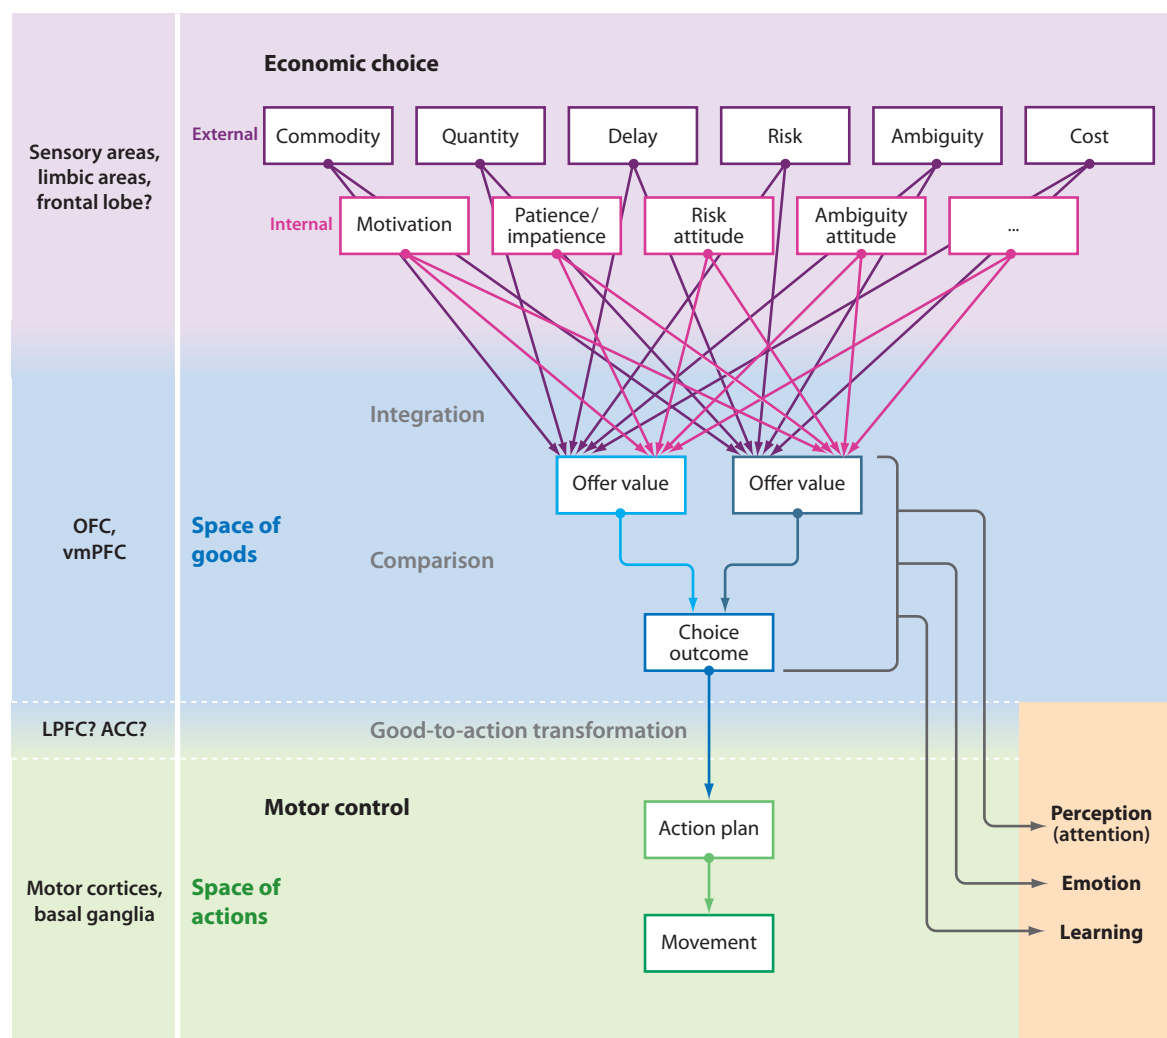 Economic choice
External
Commodity
Quantity
Delay
Risk
Ambiguity
Cost
Sensory areas,
limbic areas,
frontal lobe?
Internal
Motivation
Patience/
impatience
Risk
attitude
Ambiguity
attitude
...
Integration
Offer value
Offer value
OFC,
vmPFC
Space of
goods
Comparison
Choice
outcome
LPFC? ACC?
Good-to-action transformation
Motor control
Action plan
Perception
(attention)
Motor cortices,
basal ganglia
Space of
actions
Emotion
Movement
Learning